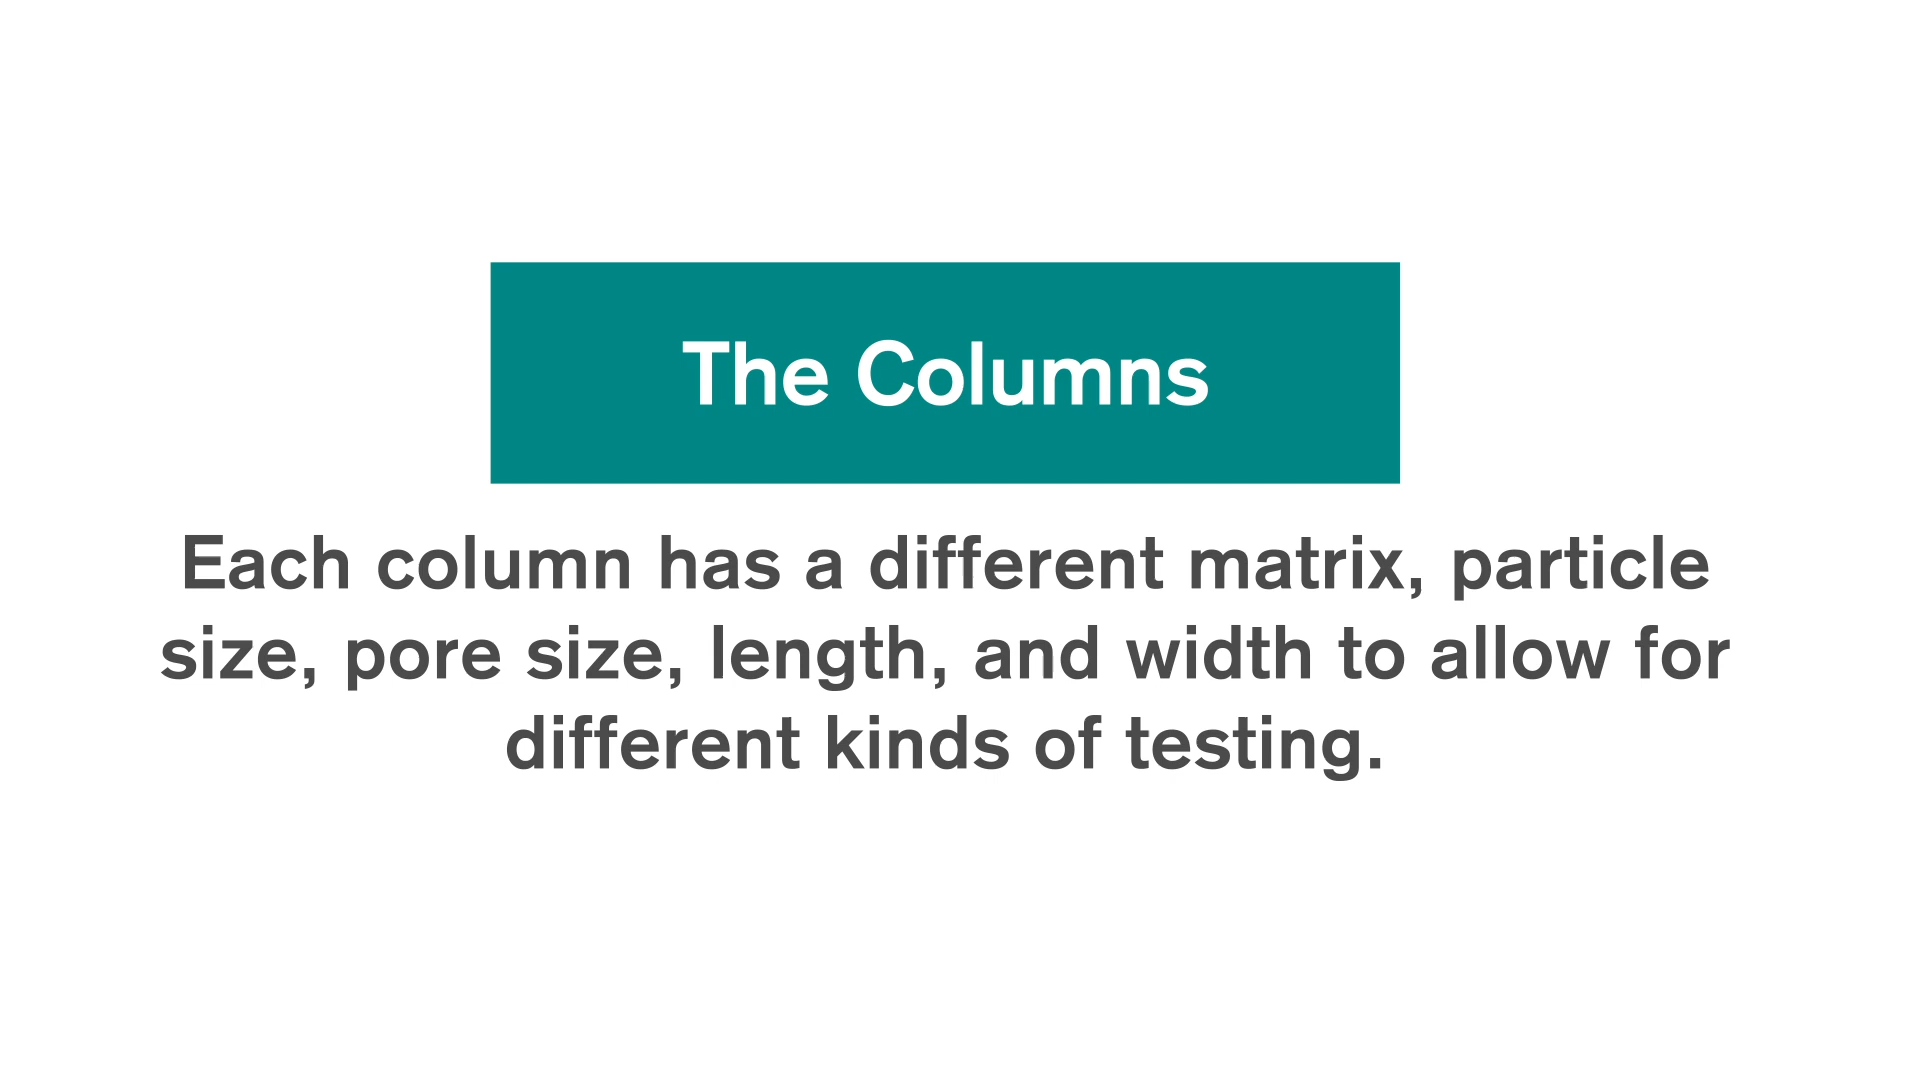 The Columns
Each column has a different matrix, particle
size, pore size, length, and width to allow for
different kinds of testing.